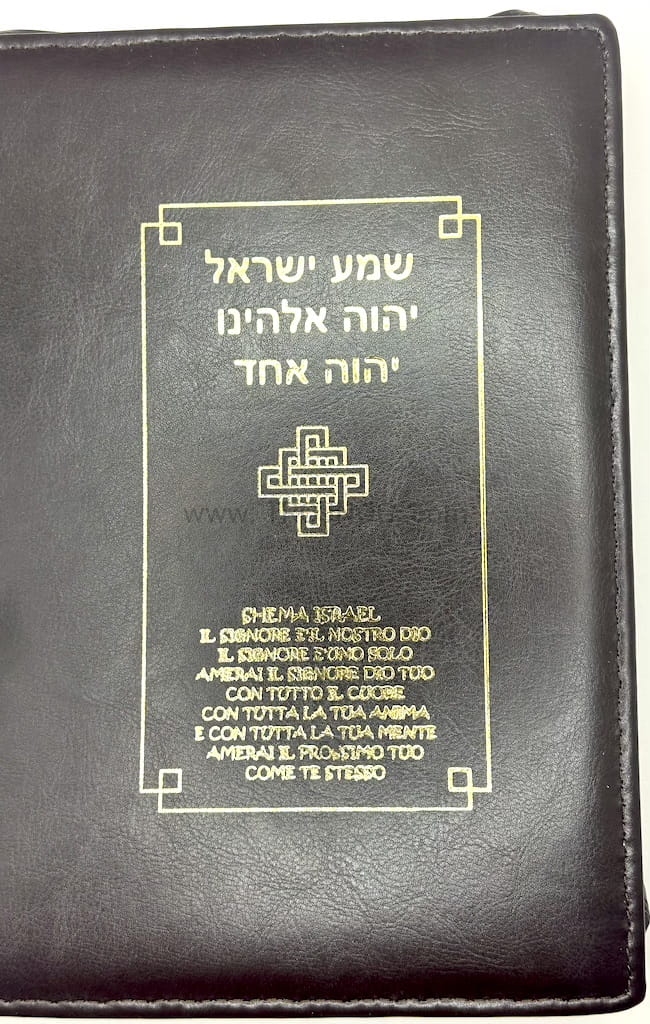 שמע ישראל
יהוה אלהינו
יהוה אחד
SHEMA ISRAEL
IL SIGNORE E'IL NOSTRO DIO
IL SIGNORE E'UNO SOLO
AMERAI IL SIGNORE DIO TUO
CON TUTTO IL CUORE
CON TUTTA LA TUA ANIMA
E CON TUTTA LA TUA MENTE
AMERAI IL PROSSIMO TUO
COME TE STESSO